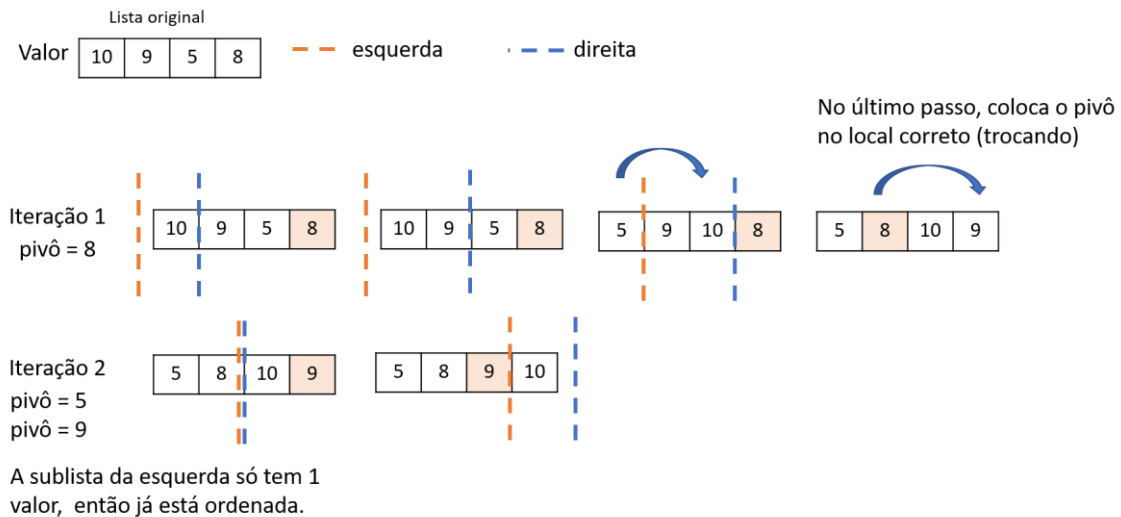 Lista original
Valor 10 9 5 8 esquerda direita
No último passo, coloca o pivô
no local correto (trocando)
Iteração 1
pivô = 8
10 9 5 8
10 9 5 8
5 9 10 8
5 8 10 9
Iteração 2
pivô = 5
pivô = 9
5 8 10 9
5 8 9 10
A sublista da esquerda só tem 1
valor, então já está ordenada.